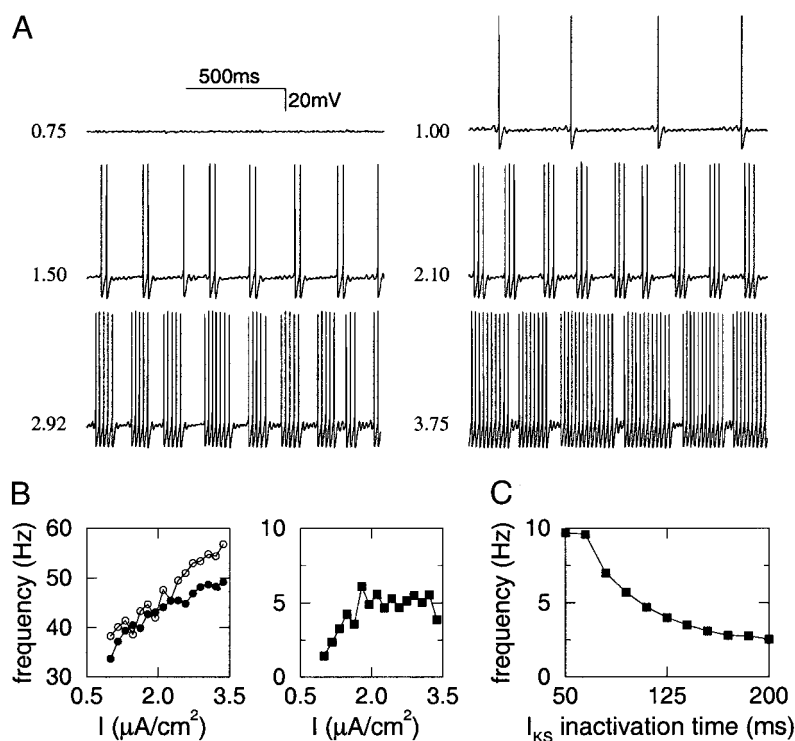 A
500ms
20mV
0.75
1.00
1.50
2.10
2.92
3.75
B
C
frequency (Hz)
60
50
40
30
0.5
2.0
3.5
I (μA/cm²)
10
5
0
0.5
2.0
3.5
I (μA/cm²)
frequency (Hz)
10
5
0
50
125
200
I_KS inactivation time (ms)